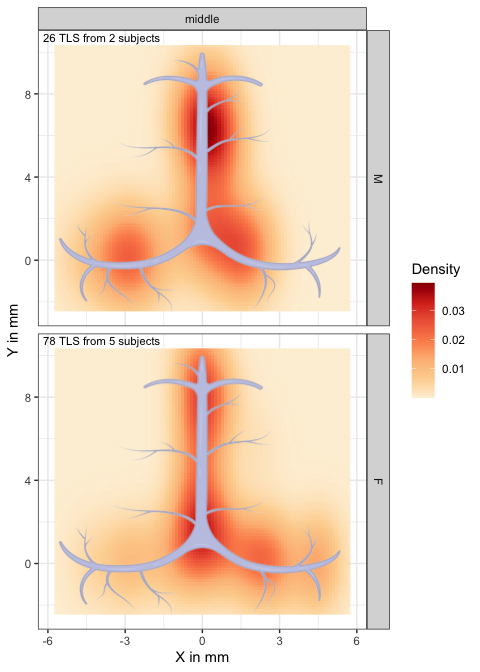 middle
26 TLS from 2 subjects
8
4
0
M
78 TLS from 5 subjects
8
4
0
F
-6
-3
0
3
6
X in mm
Y in mm
Density
0.03
0.02
0.01